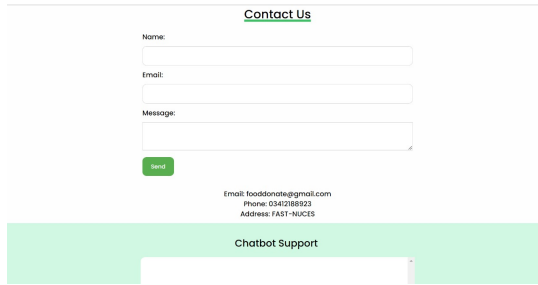 Contact Us
Name:
Email:
Message:
Send
Email: fooddonate@gmail.com
Phone: 03412188923
Address: FAST-NUCES
Chatbot Support